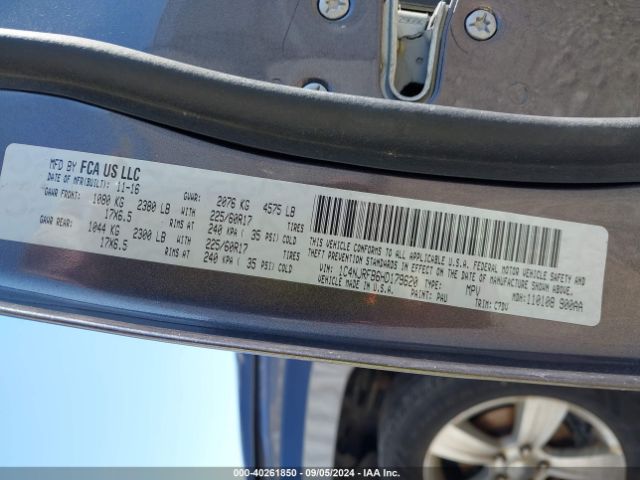 MFD BY FCA US LLC
DATE OF MFR(BUILT): 11-16 GVWR: 2076 KG 4575 LB
GAWR FRONT: 1080 KG 2380 LB WITH 225/60R17 TIRES
17X6.5 RIMS AT 240 KPA ( 35 PSI) COLD
GAWR REAR: 1044 KG 2300 LB WITH 225/60R17 TIRES
17X6.5 RIMS AT 240 KPA ( 35 PSI) COLD
THIS VEHICLE CONFORMS TO ALL APPLICABLE U.S.A. FEDERAL MOTOR VEHICLE SAFETY AND
THEFT PREVENTION STANDARDS IN EFFECT ON THE DATE OF MANUFACTURE SHOWN ABOVE.
VIN: 1C4NJRFB6HD179620 TYPE: MPV MDH: 110108 900AA
VEHICLE MADE IN U.S.A. PAINT: PAU TRIM: C7DV
000-40261850 - 09/05/2024 - IAA Inc.